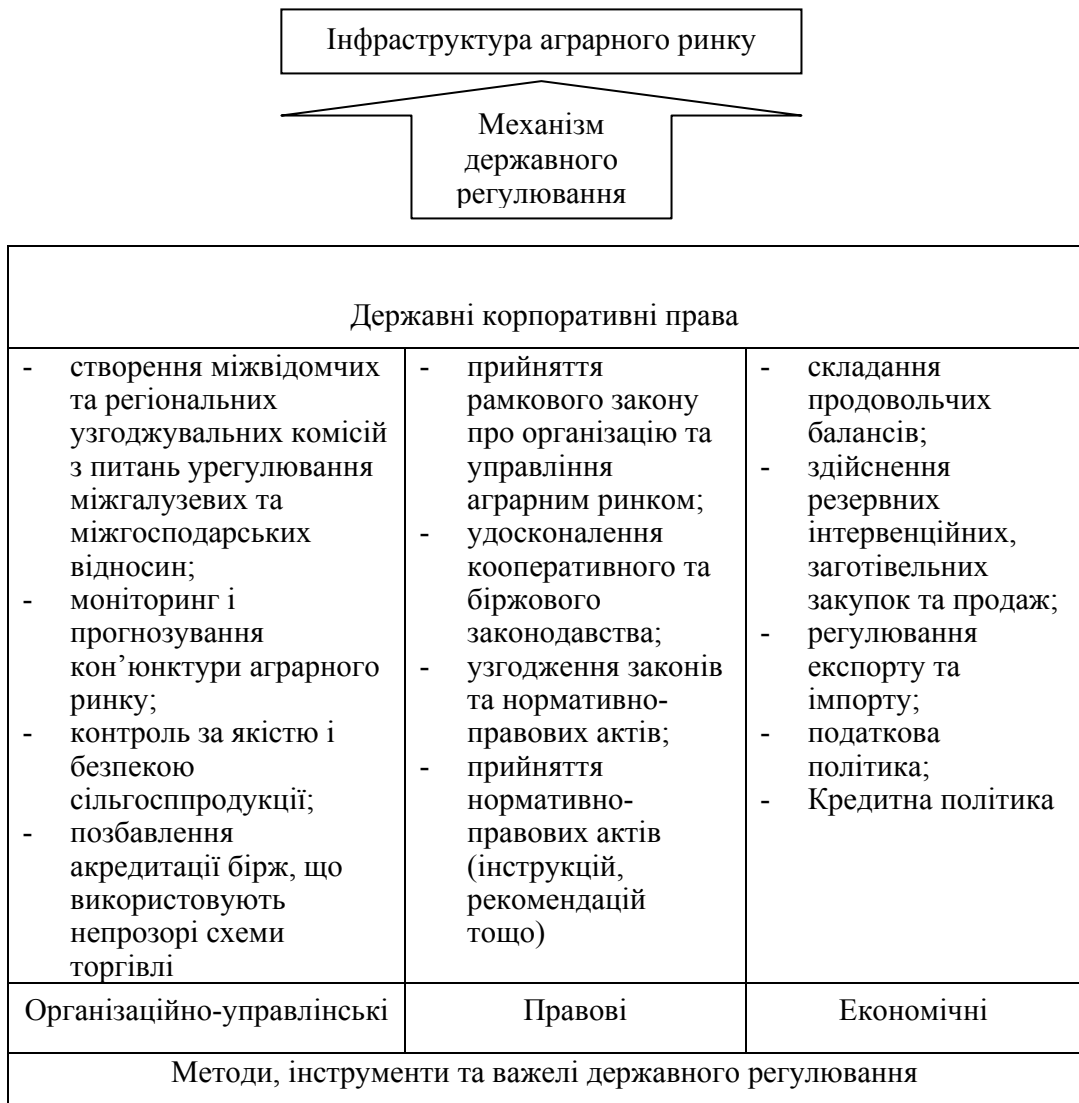 Інфраструктура аграрного ринку
Механізм
державного
регулювання
Державні корпоративні права
- створення міжвідомчих
та регіональних
узгоджувальних комісій
з питань урегулювання
міжгалузевих та
міжгосподарських
відносин;
- моніторинг і
прогнозування
кон’юнктури аграрного
ринку;
- контроль за якістю і
безпекою
сільгосппродукції;
- позбавлення
акредитації бірж, що
використовують
непрозорі схеми
торгівлі
- прийняття
рамкового закону
про організацію та
управління
аграрним ринком;
- удосконалення
кооперативного та
біржового
законодавства;
- узгодження законів
та нормативно-
правових актів;
- прийняття
нормативно-
правових актів
(інструкцій,
рекомендацій
тощо)
- складання
продовольчих
балансів;
- здійснення
резервних
інтервенційних,
заготівельних
закупок та продаж;
- регулювання
експорту та
імпорту;
- податкова
політика;
- Кредитна політика
Організаційно-управлінські
Правові
Економічні
Методи, інструменти та важелі державного регулювання